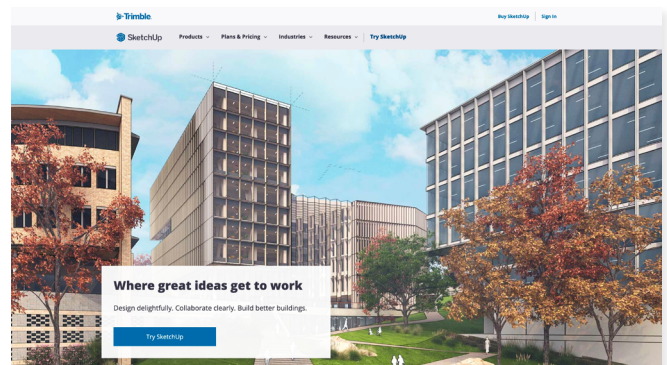 Trimble.
Buy SketchUp Sign In
SketchUp Products Plans & Pricing Industries Resources Try SketchUp
Where great ideas get to work
Design delightfully. Collaborate clearly. Build better buildings.
Try SketchUp